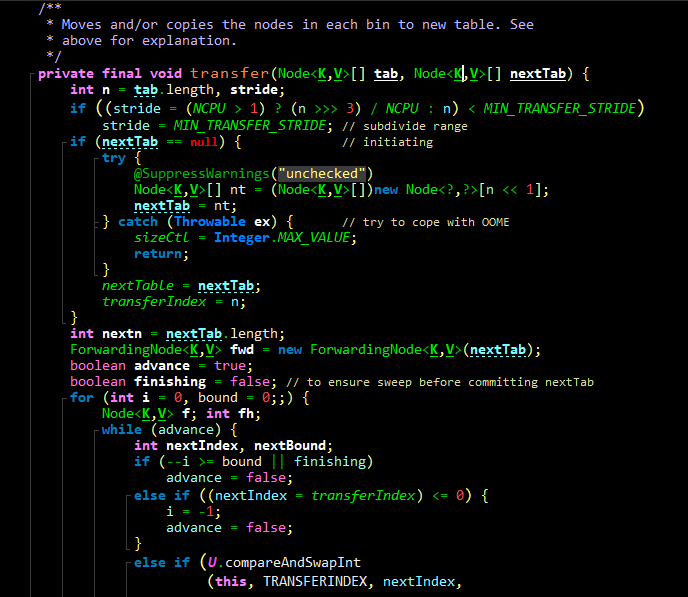 /**
 * Moves and/or copies the nodes in each bin to new table. See
 * above for explanation.
 */
private final void transfer(Node<K,V>[] tab, Node<K,V>[] nextTab) {
    int n = tab.length, stride;
    if ((stride = (NCPU > 1) ? (n >>> 3) / NCPU : n) < MIN_TRANSFER_STRIDE)
        stride = MIN_TRANSFER_STRIDE; // subdivide range
    if (nextTab == null) {            // initiating
        try {
            @SuppressWarnings("unchecked")
            Node<K,V>[] nt = (Node<K,V>[])new Node<?,?>[n << 1];
            nextTab = nt;
        } catch (Throwable ex) {      // try to cope with OOME
            sizeCtl = Integer.MAX_VALUE;
            return;
        }
        nextTable = nextTab;
        transferIndex = n;
    }
    int nextn = nextTab.length;
    ForwardingNode<K,V> fwd = new ForwardingNode<K,V>(nextTab);
    boolean advance = true;
    boolean finishing = false; // to ensure sweep before committing nextTab
    for (int i = 0, bound = 0;;) {
        Node<K,V> f; int fh;
        while (advance) {
            int nextIndex, nextBound;
            if (--i >= bound || finishing)
                advance = false;
            else if ((nextIndex = transferIndex) <= 0) {
                i = -1;
                advance = false;
            }
            else if (U.compareAndSwapInt
                     (this, TRANSFERINDEX, nextIndex,